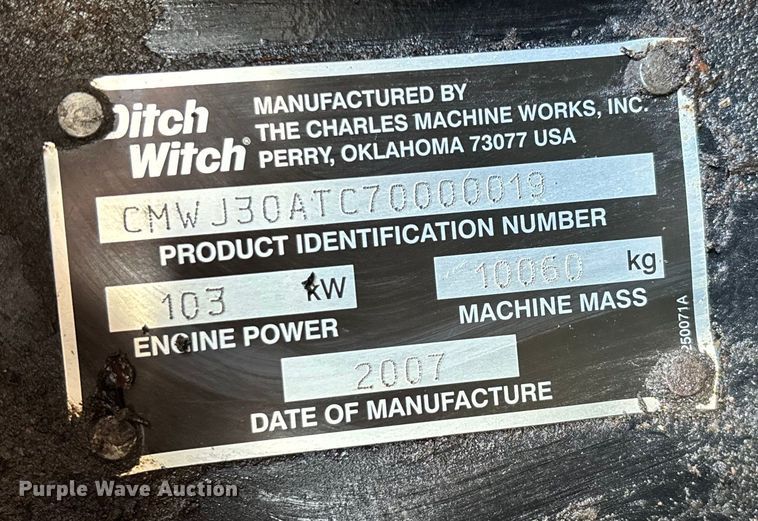 Ditch Witch®
MANUFACTURED BY
THE CHARLES MACHINE WORKS, INC.
PERRY, OKLAHOMA 73077 USA
CMWJ30ATC70000019
PRODUCT IDENTIFICATION NUMBER
103 kW
ENGINE POWER
10060 kg
MACHINE MASS
2007
DATE OF MANUFACTURE
250071A
Purple Wave Auction